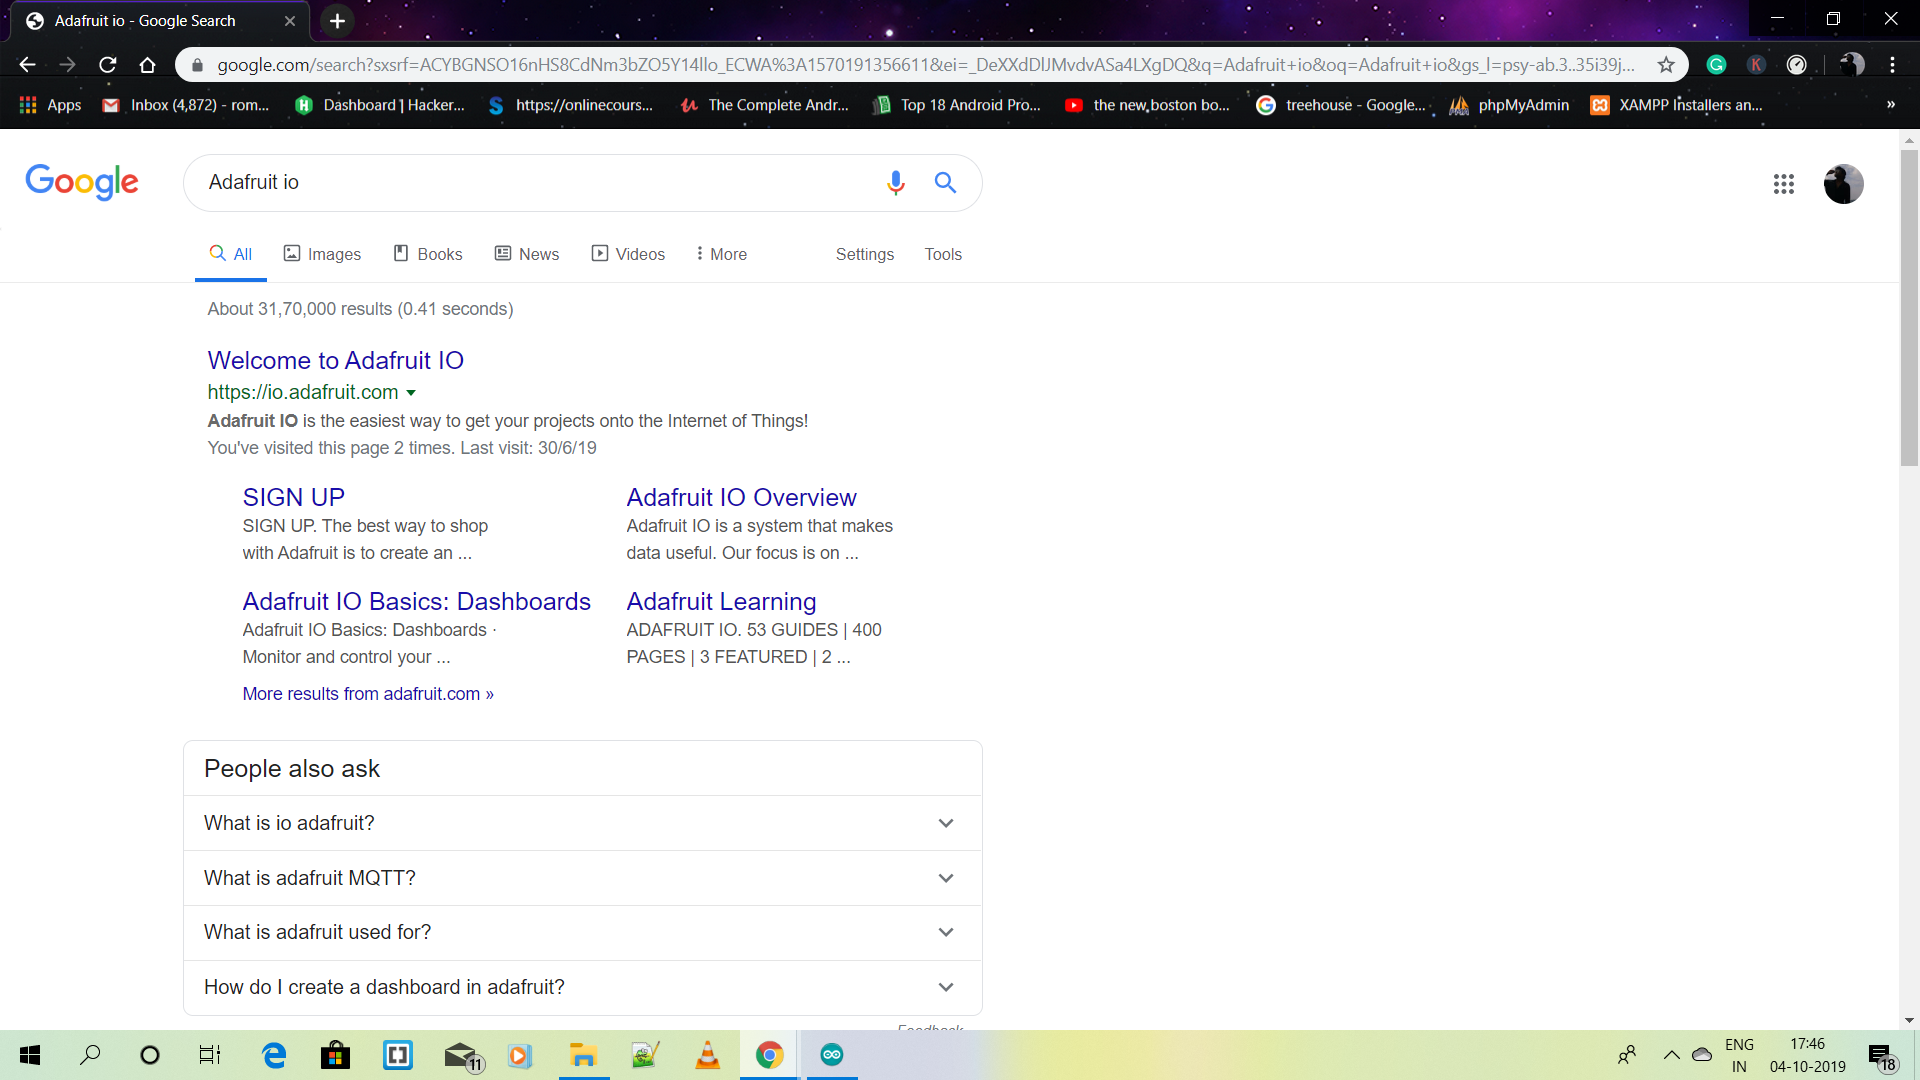 Adafruit io - Google Search
google.com/search?sxsrf=ACYBGNSO16nHS8CdNm3bZO5Y14llo_ECWA%3A1570191356611&ei=_DeXXdDlJMvdvASa4LXgDQ&q=Adafruit+io&oq=Adafruit+io&gs_l=psy-ab.3..35i39j...
Apps
Inbox (4,872) - rom...
Dashboard | Hacker...
https://onlinecours...
The Complete Andr...
Top 18 Android Pro...
the new boston bo...
treehouse - Google...
phpMyAdmin
XAMPP Installers an...
»
Google
Adafruit io
All
Images
Books
News
Videos
More
Settings
Tools
About 31,70,000 results (0.41 seconds)
Welcome to Adafruit IO
https://io.adafruit.com
Adafruit IO is the easiest way to get your projects onto the Internet of Things!
You've visited this page 2 times. Last visit: 30/6/19
SIGN UP
SIGN UP. The best way to shop
with Adafruit is to create an ...
Adafruit IO Overview
Adafruit IO is a system that makes
data useful. Our focus is on ...
Adafruit IO Basics: Dashboards
Adafruit IO Basics: Dashboards ·
Monitor and control your ...
Adafruit Learning
ADAFRUIT IO. 53 GUIDES | 400
PAGES | 3 FEATURED | 2 ...
More results from adafruit.com »
People also ask
What is io adafruit?
What is adafruit MQTT?
What is adafruit used for?
How do I create a dashboard in adafruit?
Feedback
11
ENG
IN
17:46
04-10-2019
18